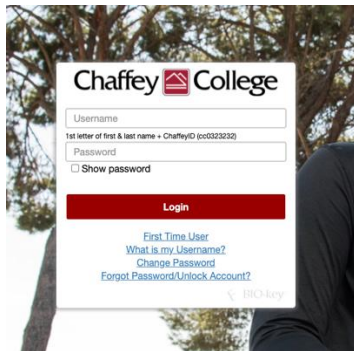 Chaffey College
Username
1st letter of first & last name + ChaffeyID (cc0323232)
Password
Show password
Login
First Time User
What is my Username?
Change Password
Forgot Password/Unlock Account?
BIO-key